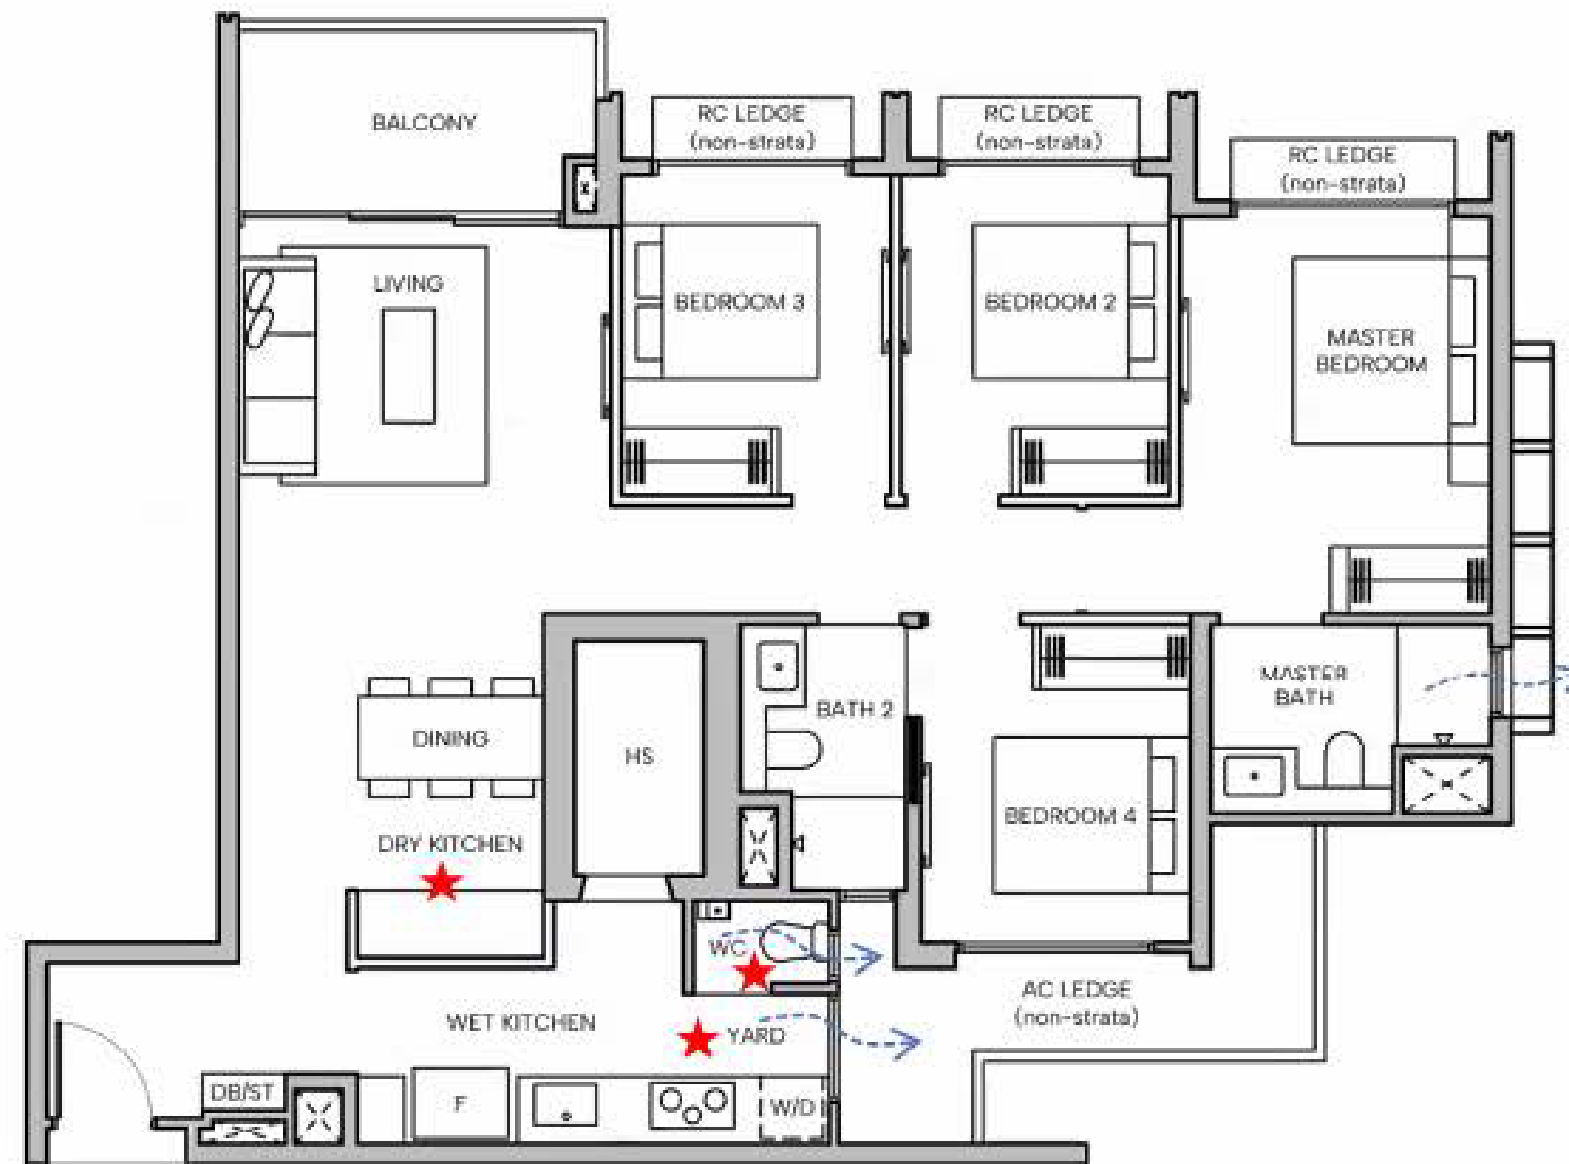 BALCONY
RC LEDGE
(non-strata)
RC LEDGE
(non-strata)
RC LEDGE
(non-strata)
LIVING
BEDROOM 3
BEDROOM 2
MASTER
BEDROOM
DINING
HS
BATH 2
MASTER
BATH
DRY KITCHEN
BEDROOM 4
WC
WET KITCHEN
YARD
AC LEDGE
(non-strata)
DB/ST
F
W/D